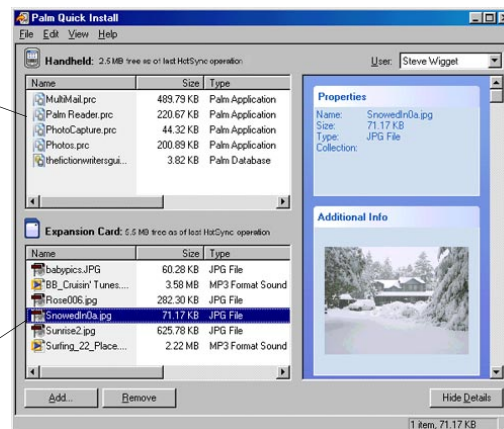 Palm Quick Install
File Edit View Help
Handheld: 2.5 MB free as of last HotSync operation
User: Steve Wigget
Name Size Type
MultiMail.prc 489.79 KB Palm Application
Palm Reader.prc 220.67 KB Palm Application
PhotoCapture.prc 44.32 KB Palm Application
Photos.prc 200.89 KB Palm Application
thefictionwritersgui... 3.82 KB Palm Database
Properties
Name: SnowedIn0a.jpg
Size: 71.17 KB
Type: JPG File
Collection:
Expansion Card: 5.5 MB free as of last HotSync operation
Name Size Type
babypics.JPG 60.28 KB JPG File
BB_Cruisin' Tunes.... 3.58 MB MP3 Format Sound
Rose006.jpg 282.30 KB JPG File
SnowedIn0a.jpg 71.17 KB JPG File
Sunrise2.jpg 625.78 KB JPG File
Surfing_22_Place.... 2.22 MB MP3 Format Sound
Additional Info
Add... Remove Hide Details
1 item, 71.17 KB